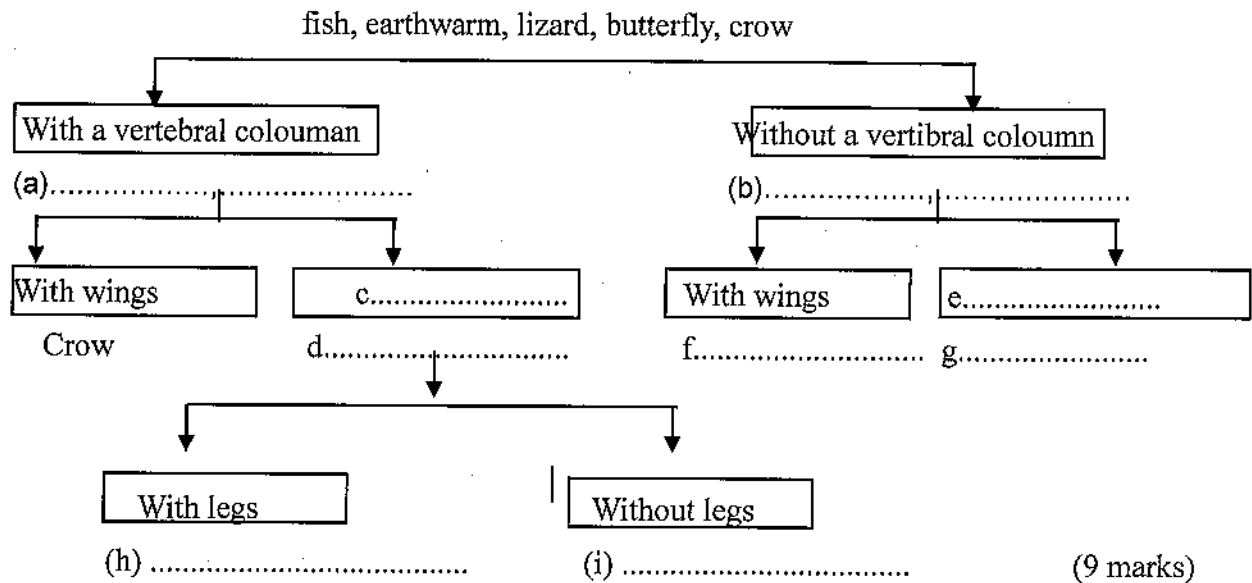 fish, earthwarm, lizard, butterfly, crow
With a vertebral colouman
Without a vertibral coloumn
(a)......................,..........................
(b)......................,..........................
With wings
c........................
With wings
e........................
Crow
d..............................
f..............................
g........................
With legs
Without legs
(h) ........................................
(i) ....................................
(9 marks)